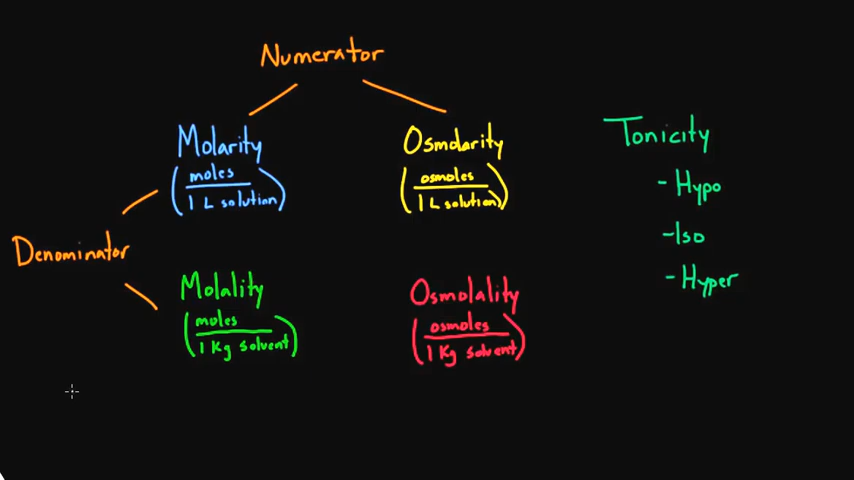 Numerator
Molarity
moles
1 L solution
Osmolarity
osmoles
1 L solution
Tonicity
- Hypo
- Iso
- Hyper
Denominator
Molality
moles
1 Kg solvent
Osmolality
osmoles
1 Kg solvent